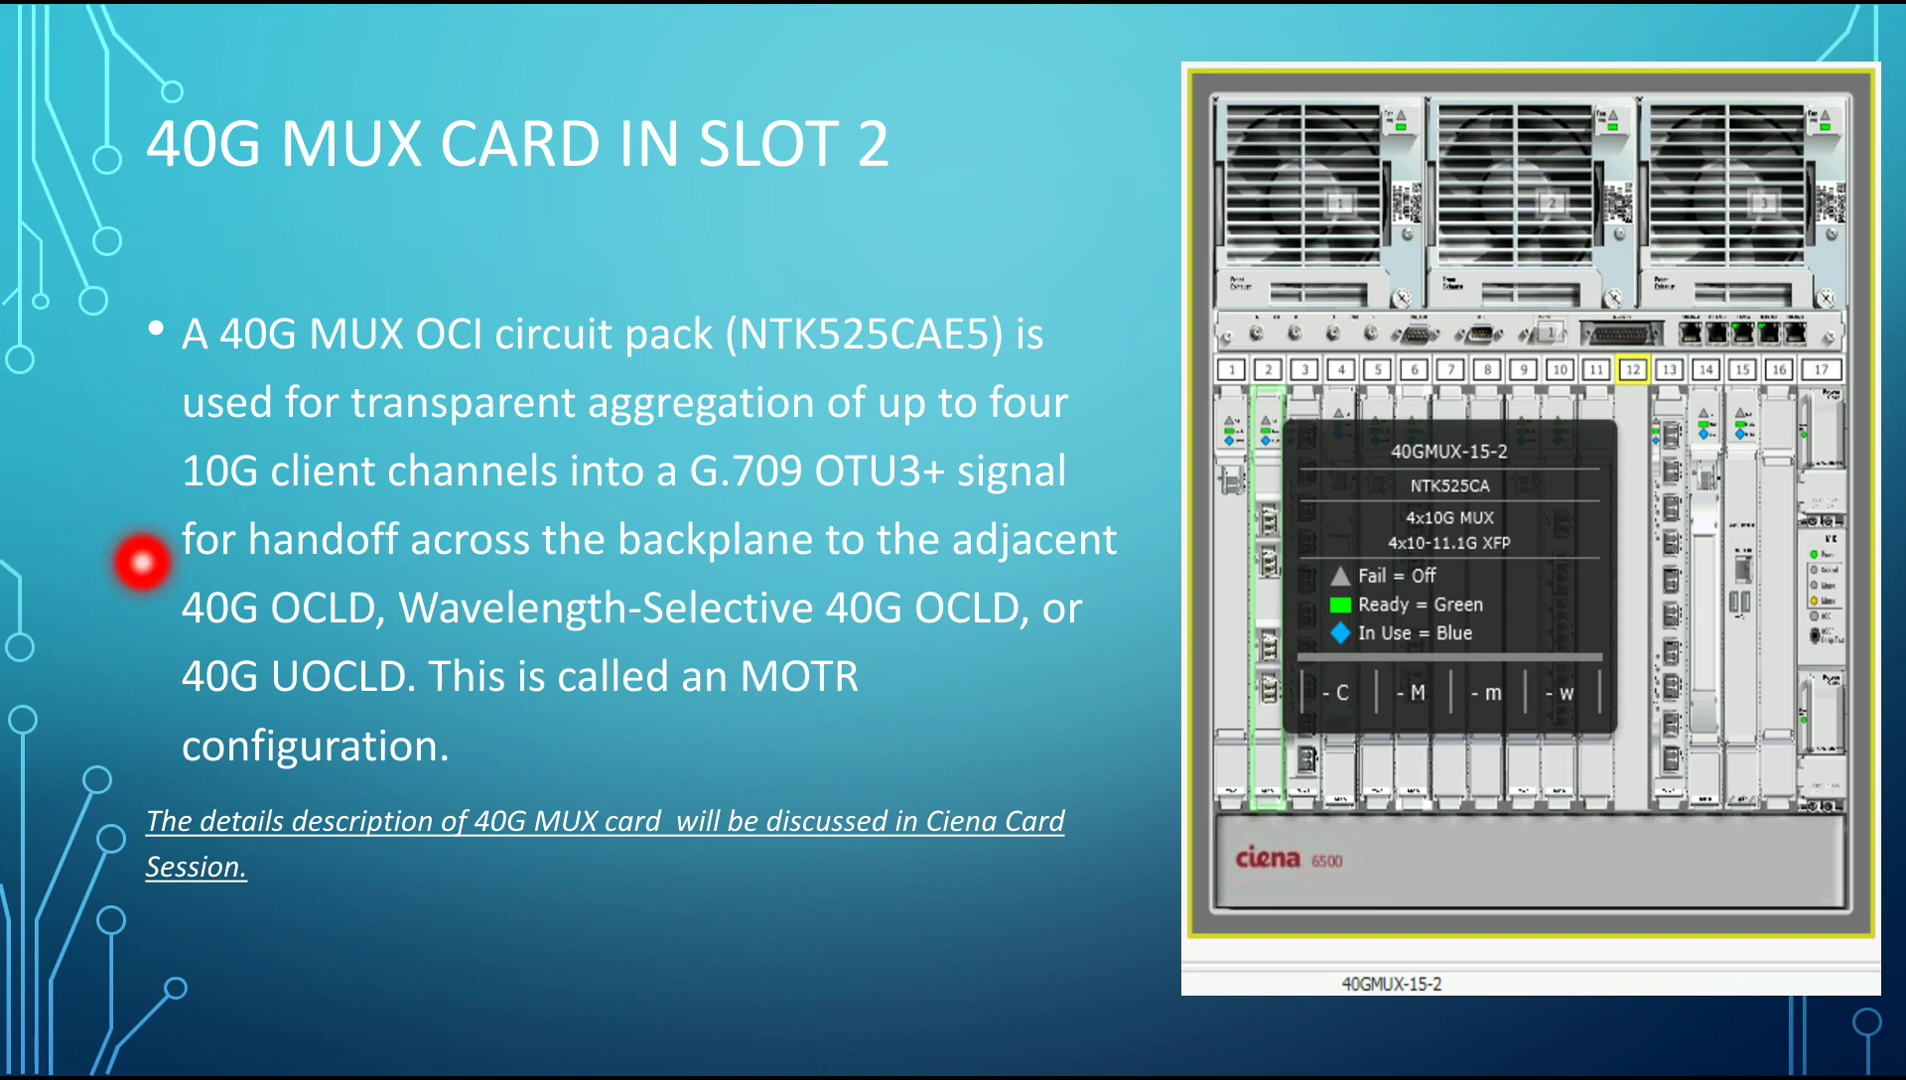 40G MUX CARD IN SLOT 2
• A 40G MUX OCI circuit pack (NTK525CAE5) is
used for transparent aggregation of up to four
10G client channels into a G.709 OTU3+ signal
for handoff across the backplane to the adjacent
40G OCLD, Wavelength-Selective 40G OCLD, or
40G UOCLD. This is called an MOTR
configuration.
The details description of 40G MUX card  will be discussed in Ciena Card
Session.
1 2 3
1
1 2 3 4 5 6 7 8 9 10 11 12 13 14 15 16 17
40GMUX-15-2
NTK525CA
4x10G MUX
4x10-11.1G XFP
Fail = Off
Ready = Green
In Use = Blue
- C - M - m - w
ciena 6500
40GMUX-15-2